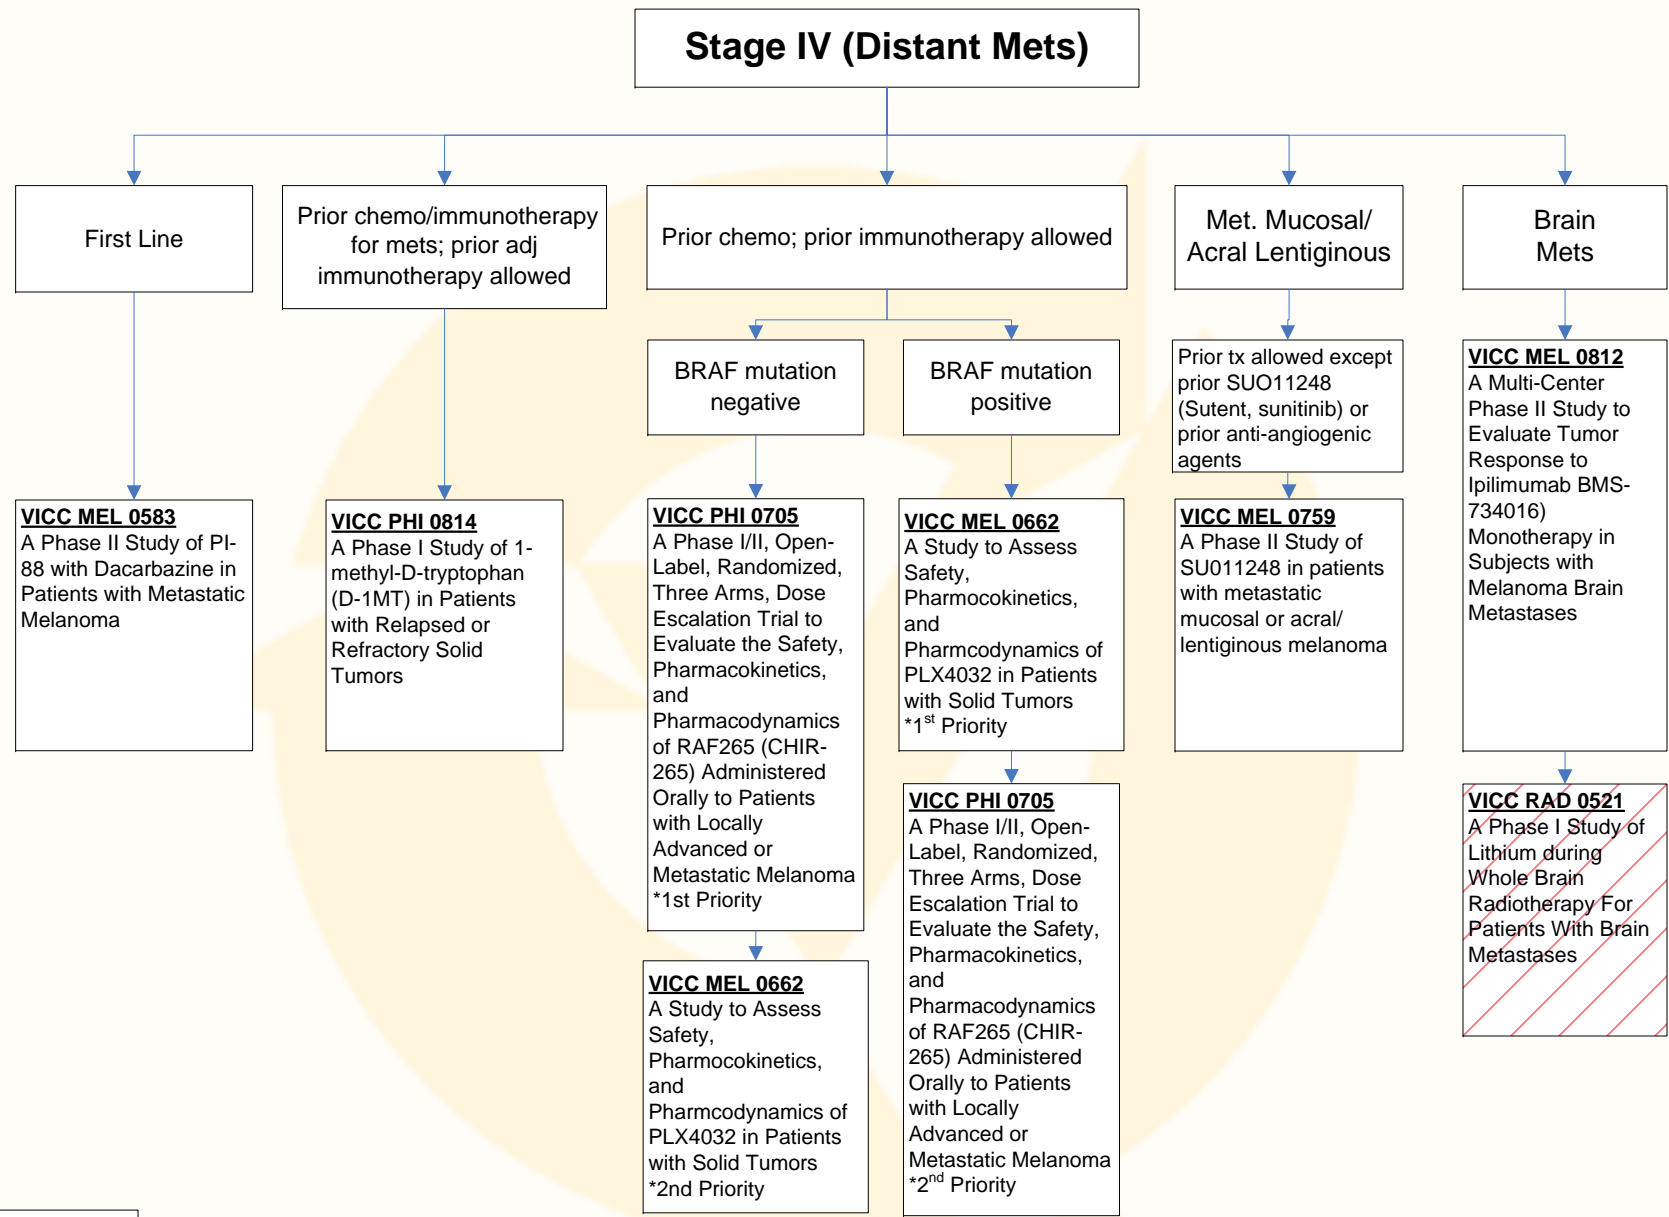 Stage IV (Distant Mets)
First Line
Prior chemo/immunotherapy
for mets; prior adj
immunotherapy allowed
Prior chemo; prior immunotherapy allowed
Met. Mucosal/
Acral Lentiginous
Brain
Mets
BRAF mutation
negative
BRAF mutation
positive
Prior tx allowed except
prior SUO11248
(Sutent, sunitinib) or
prior anti-angiogenic
agents
VICC MEL 0583
A Phase II Study of PI-
88 with Dacarbazine in
Patients with Metastatic
Melanoma
VICC PHI 0814
A Phase I Study of 1-
methyl-D-tryptophan
(D-1MT) in Patients
with Relapsed or
Refractory Solid
Tumors
VICC PHI 0705
A Phase I/II, Open-
Label, Randomized,
Three Arms, Dose
Escalation Trial to
Evaluate the Safety,
Pharmacokinetics,
and
Pharmacodynamics
of RAF265 (CHIR-
265) Administered
Orally to Patients
with Locally
Advanced or
Metastatic Melanoma
*1st Priority
VICC MEL 0662
A Study to Assess
Safety,
Pharmocokinetics,
and
Pharmcodynamics of
PLX4032 in Patients
with Solid Tumors
*2nd Priority
VICC MEL 0662
A Study to Assess
Safety,
Pharmocokinetics,
and
Pharmcodynamics of
PLX4032 in Patients
with Solid Tumors
*1st Priority
VICC PHI 0705
A Phase I/II, Open-
Label, Randomized,
Three Arms, Dose
Escalation Trial to
Evaluate the Safety,
Pharmacokinetics,
and
Pharmacodynamics
of RAF265 (CHIR-
265) Administered
Orally to Patients
with Locally
Advanced or
Metastatic Melanoma
*2nd Priority
VICC MEL 0759
A Phase II Study of
SU011248 in patients
with metastatic
mucosal or acral/
lentiginous melanoma
VICC MEL 0812
A Multi-Center
Phase II Study to
Evaluate Tumor
Response to
Ipilimumab BMS-
734016)
Monotherapy in
Subjects with
Melanoma Brain
Metastases
VICC RAD 0521
A Phase I Study of
Lithium during
Whole Brain
Radiotherapy For
Patients With Brain
Metastases